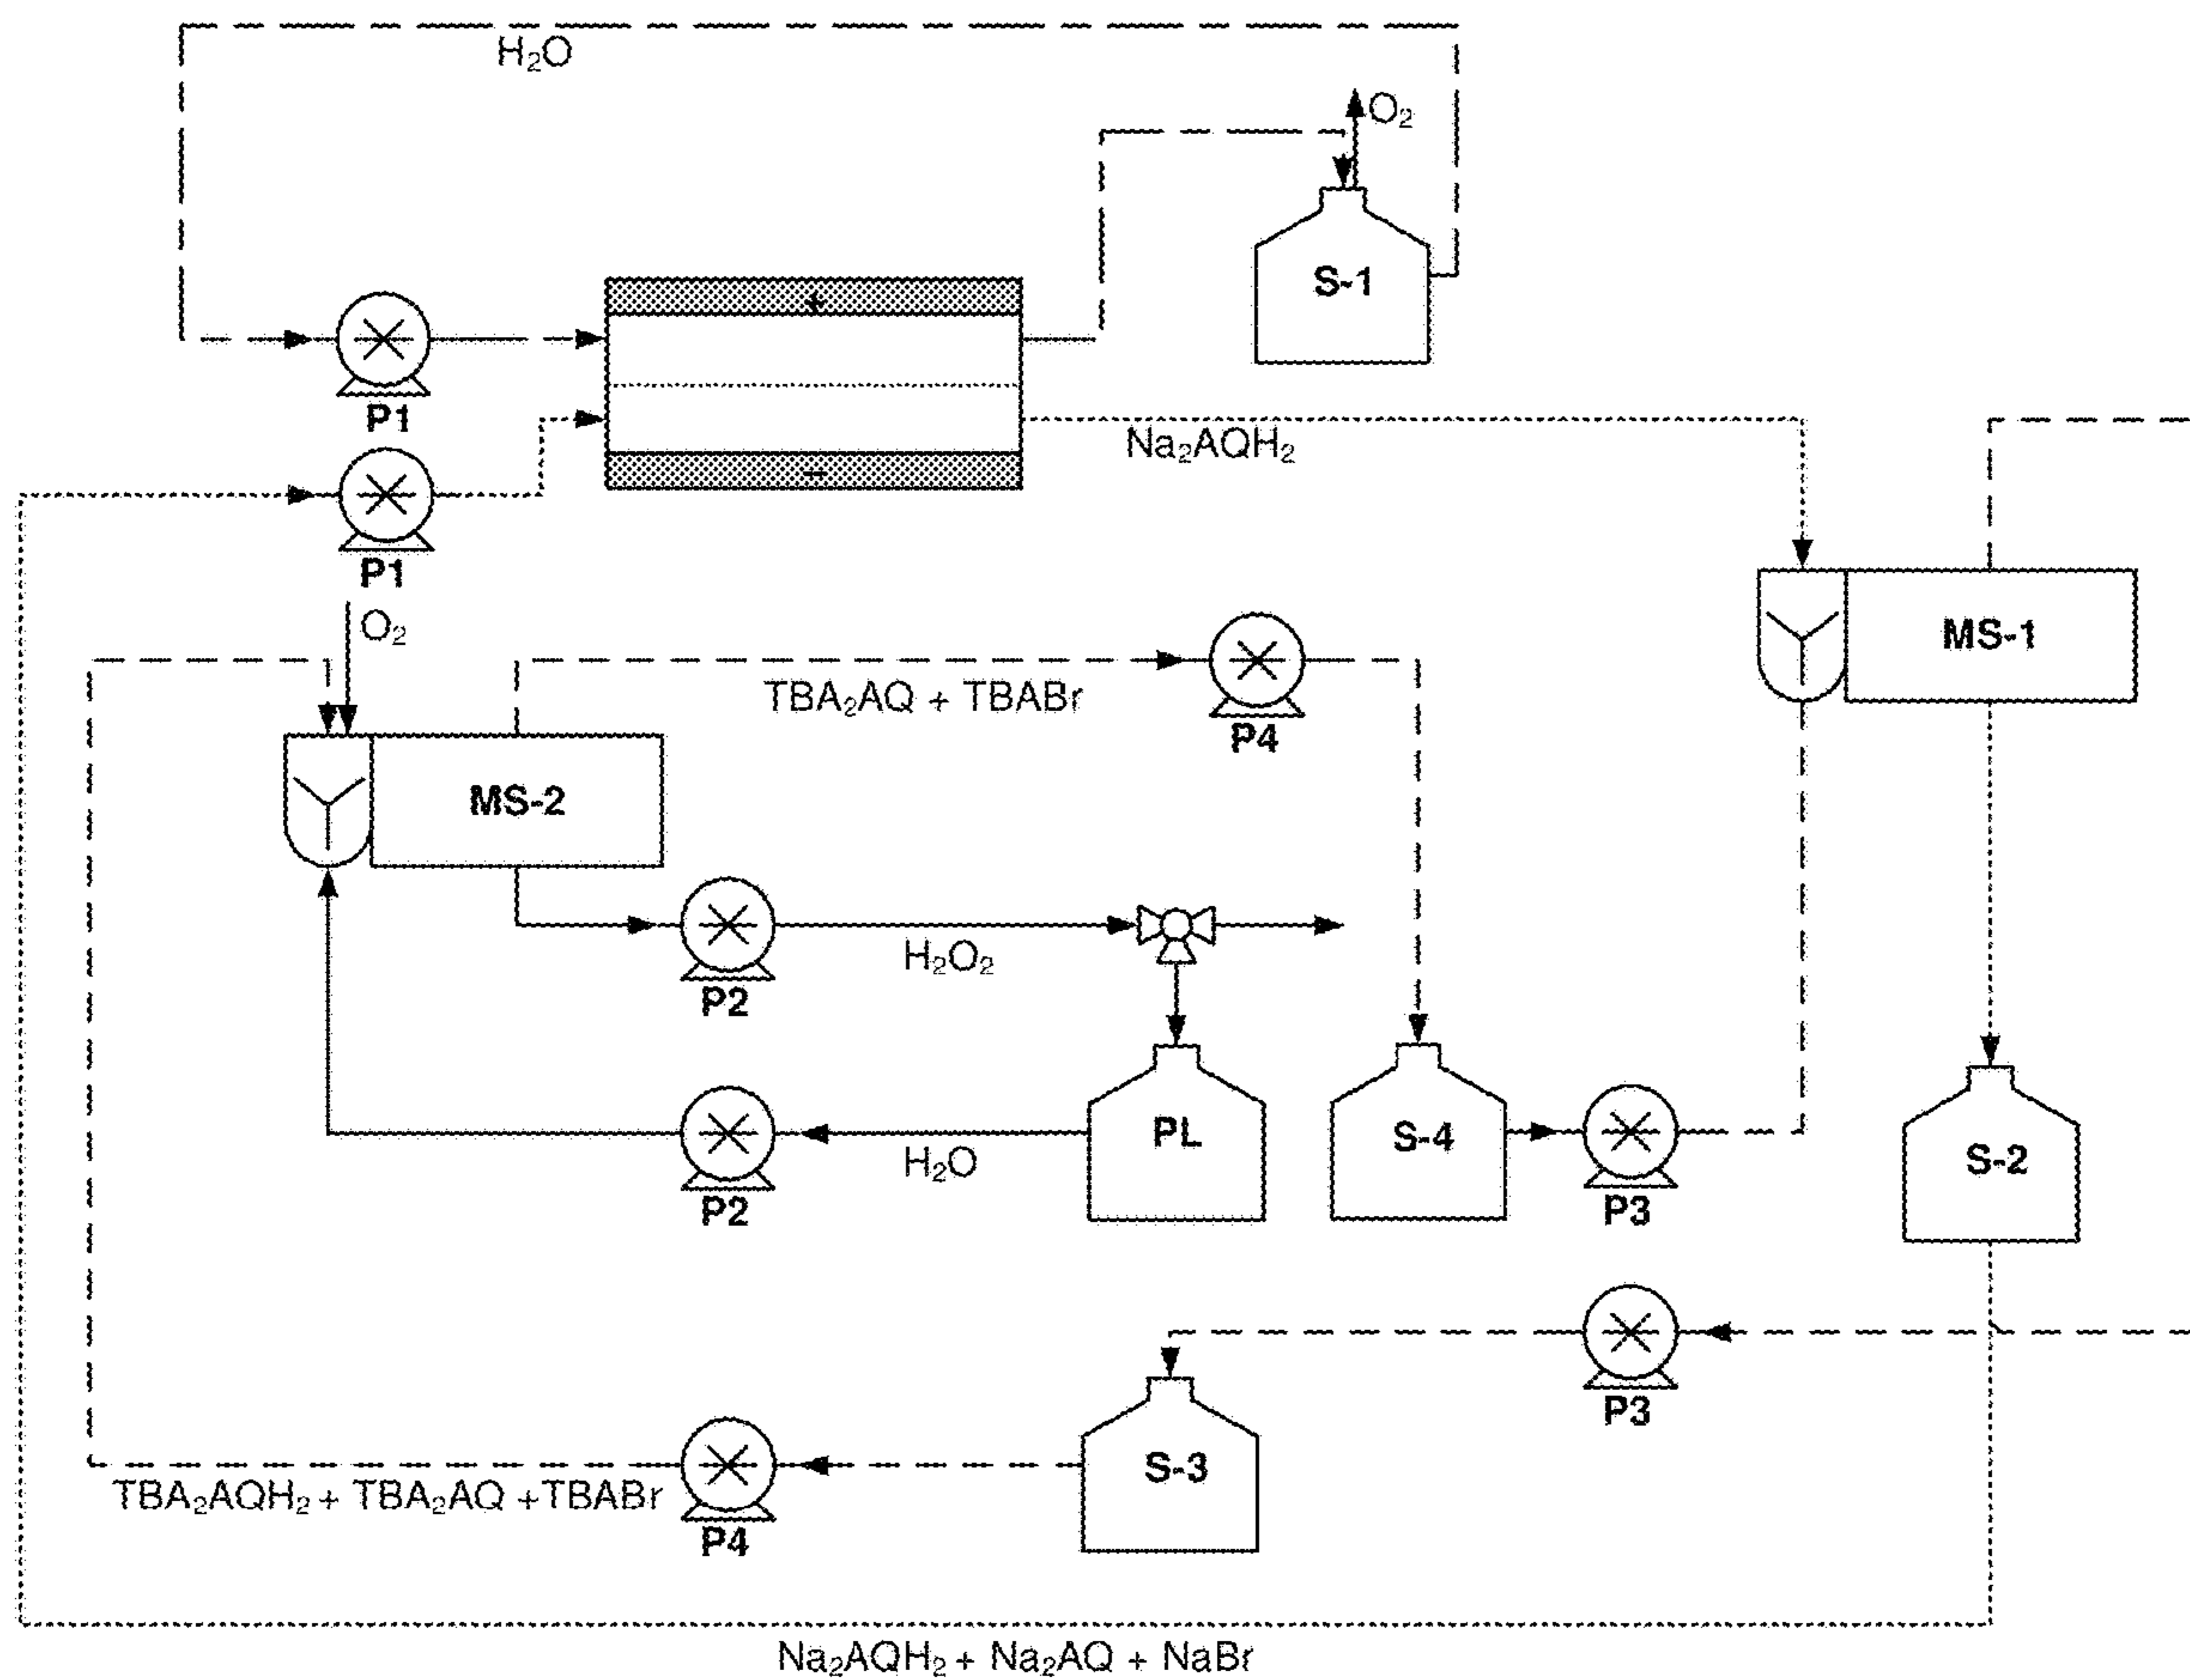 H₂O
O₂
+
S-1
P1
−
Na₂AQH₂
P1
O₂
MS-1
TBA₂AQ + TBABr
P4
MS-2
H₂O₂
P2
PL
S-4
S-2
H₂O
P2
P3
P3
S-3
TBA₂AQH₂ + TBA₂AQ +TBABr
P4
Na₂AQH₂ + Na₂AQ + NaBr